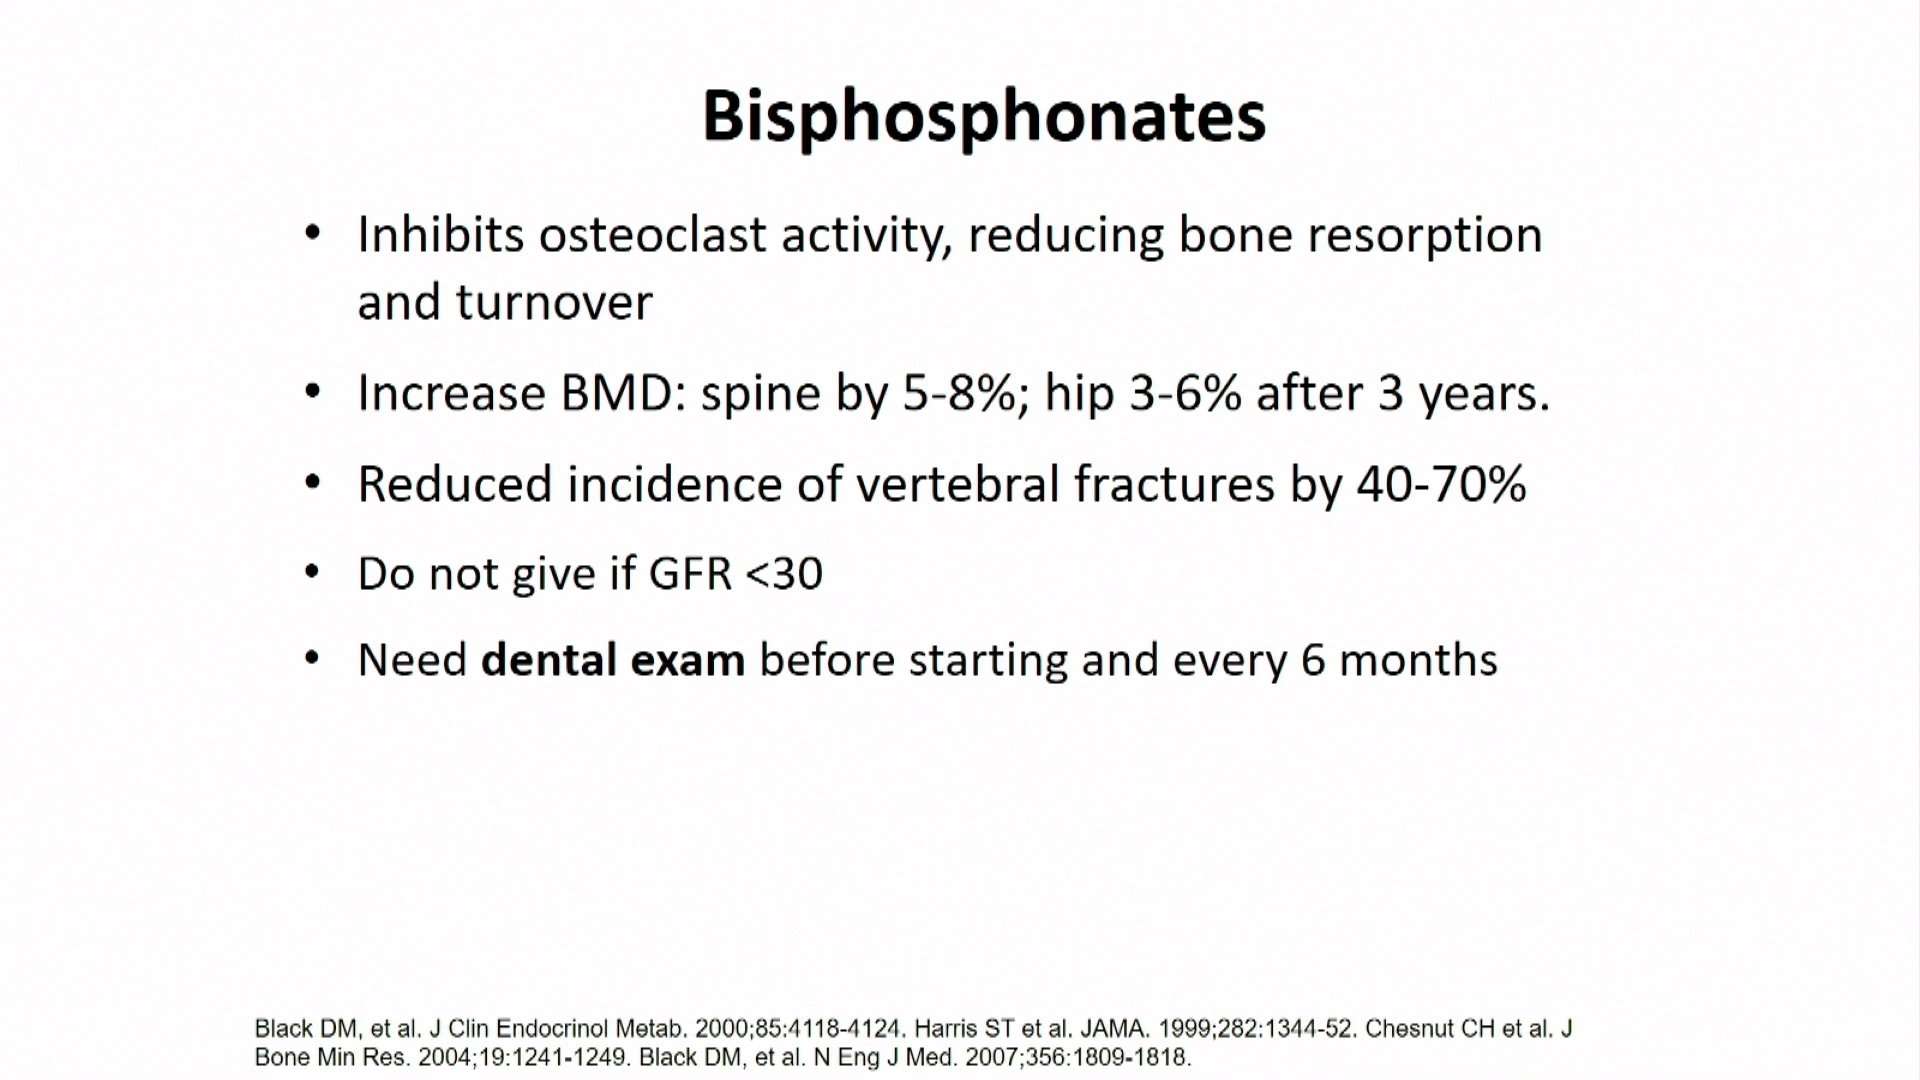 Bisphosphonates
• Inhibits osteoclast activity, reducing bone resorption
and turnover
• Increase BMD: spine by 5-8%; hip 3-6% after 3 years.
• Reduced incidence of vertebral fractures by 40-70%
• Do not give if GFR <30
• Need dental exam before starting and every 6 months
Black DM, et al. J Clin Endocrinol Metab. 2000;85:4118-4124. Harris ST et al. JAMA. 1999;282:1344-52. Chesnut CH et al. J
Bone Min Res. 2004;19:1241-1249. Black DM, et al. N Eng J Med. 2007;356:1809-1818.